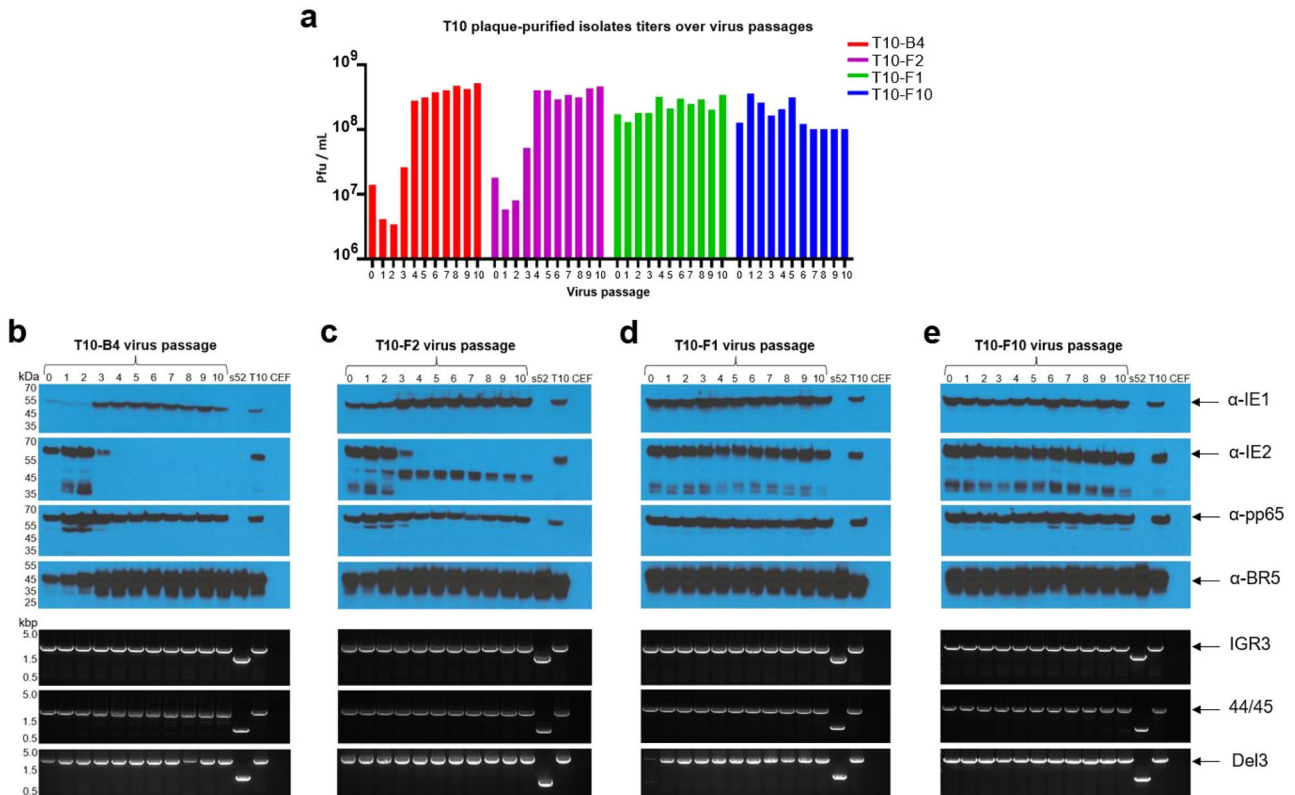 a
T10 plaque-purified isolates titers over virus passages
T10-B4
T10-F2
T10-F1
T10-F10
10⁹
10⁸
10⁷
10⁶
Pfu / mL
0 1 2 3 4 5 6 7 8 9 10 0 1 2 3 4 5 6 7 8 9 10 0 1 2 3 4 5 6 7 8 9 10 0 1 2 3 4 5 6 7 8 9 10
Virus passage
b
T10-B4 virus passage
kDa 0 1 2 3 4 5 6 7 8 9 10 s52 T10 CEF
70
55
45
35
70
55
45
35
70
55
45
35
55
45
35
25
kbp
5.0
1.5
0.5
5.0
1.5
0.5
5.0
1.5
0.5
c
T10-F2 virus passage
0 1 2 3 4 5 6 7 8 9 10 s52 T10 CEF
d
T10-F1 virus passage
0 1 2 3 4 5 6 7 8 9 10 s52 T10 CEF
e
T10-F10 virus passage
0 1 2 3 4 5 6 7 8 9 10 s52 T10 CEF
α-IE1
α-IE2
α-pp65
α-BR5
IGR3
44/45
Del3